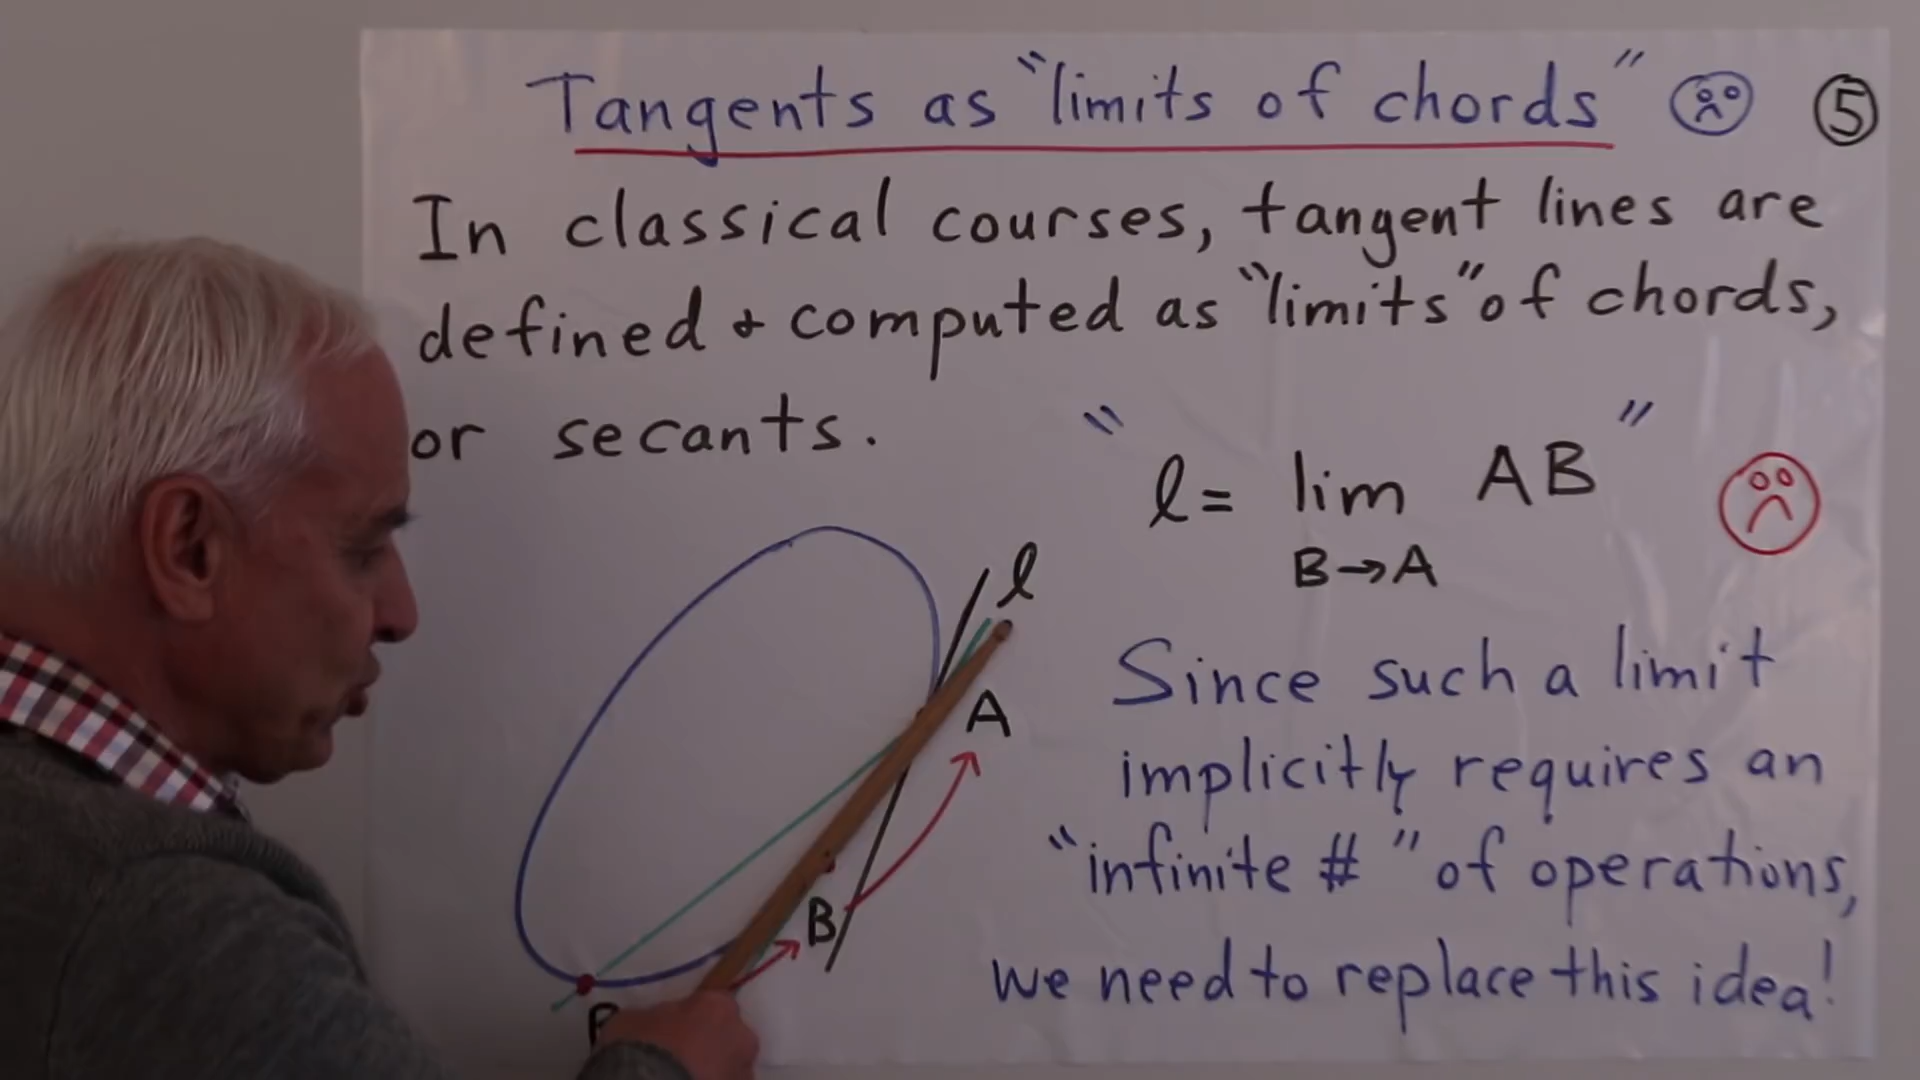 Tangents as "limits of chords" 5
In classical courses, tangent lines are
defined + computed as "limits" of chords,
or secants.
" l = lim AB "
B→A
l
A
B
Since such a limit
implicitly requires an
"infinite #" of operations,
we need to replace this idea!